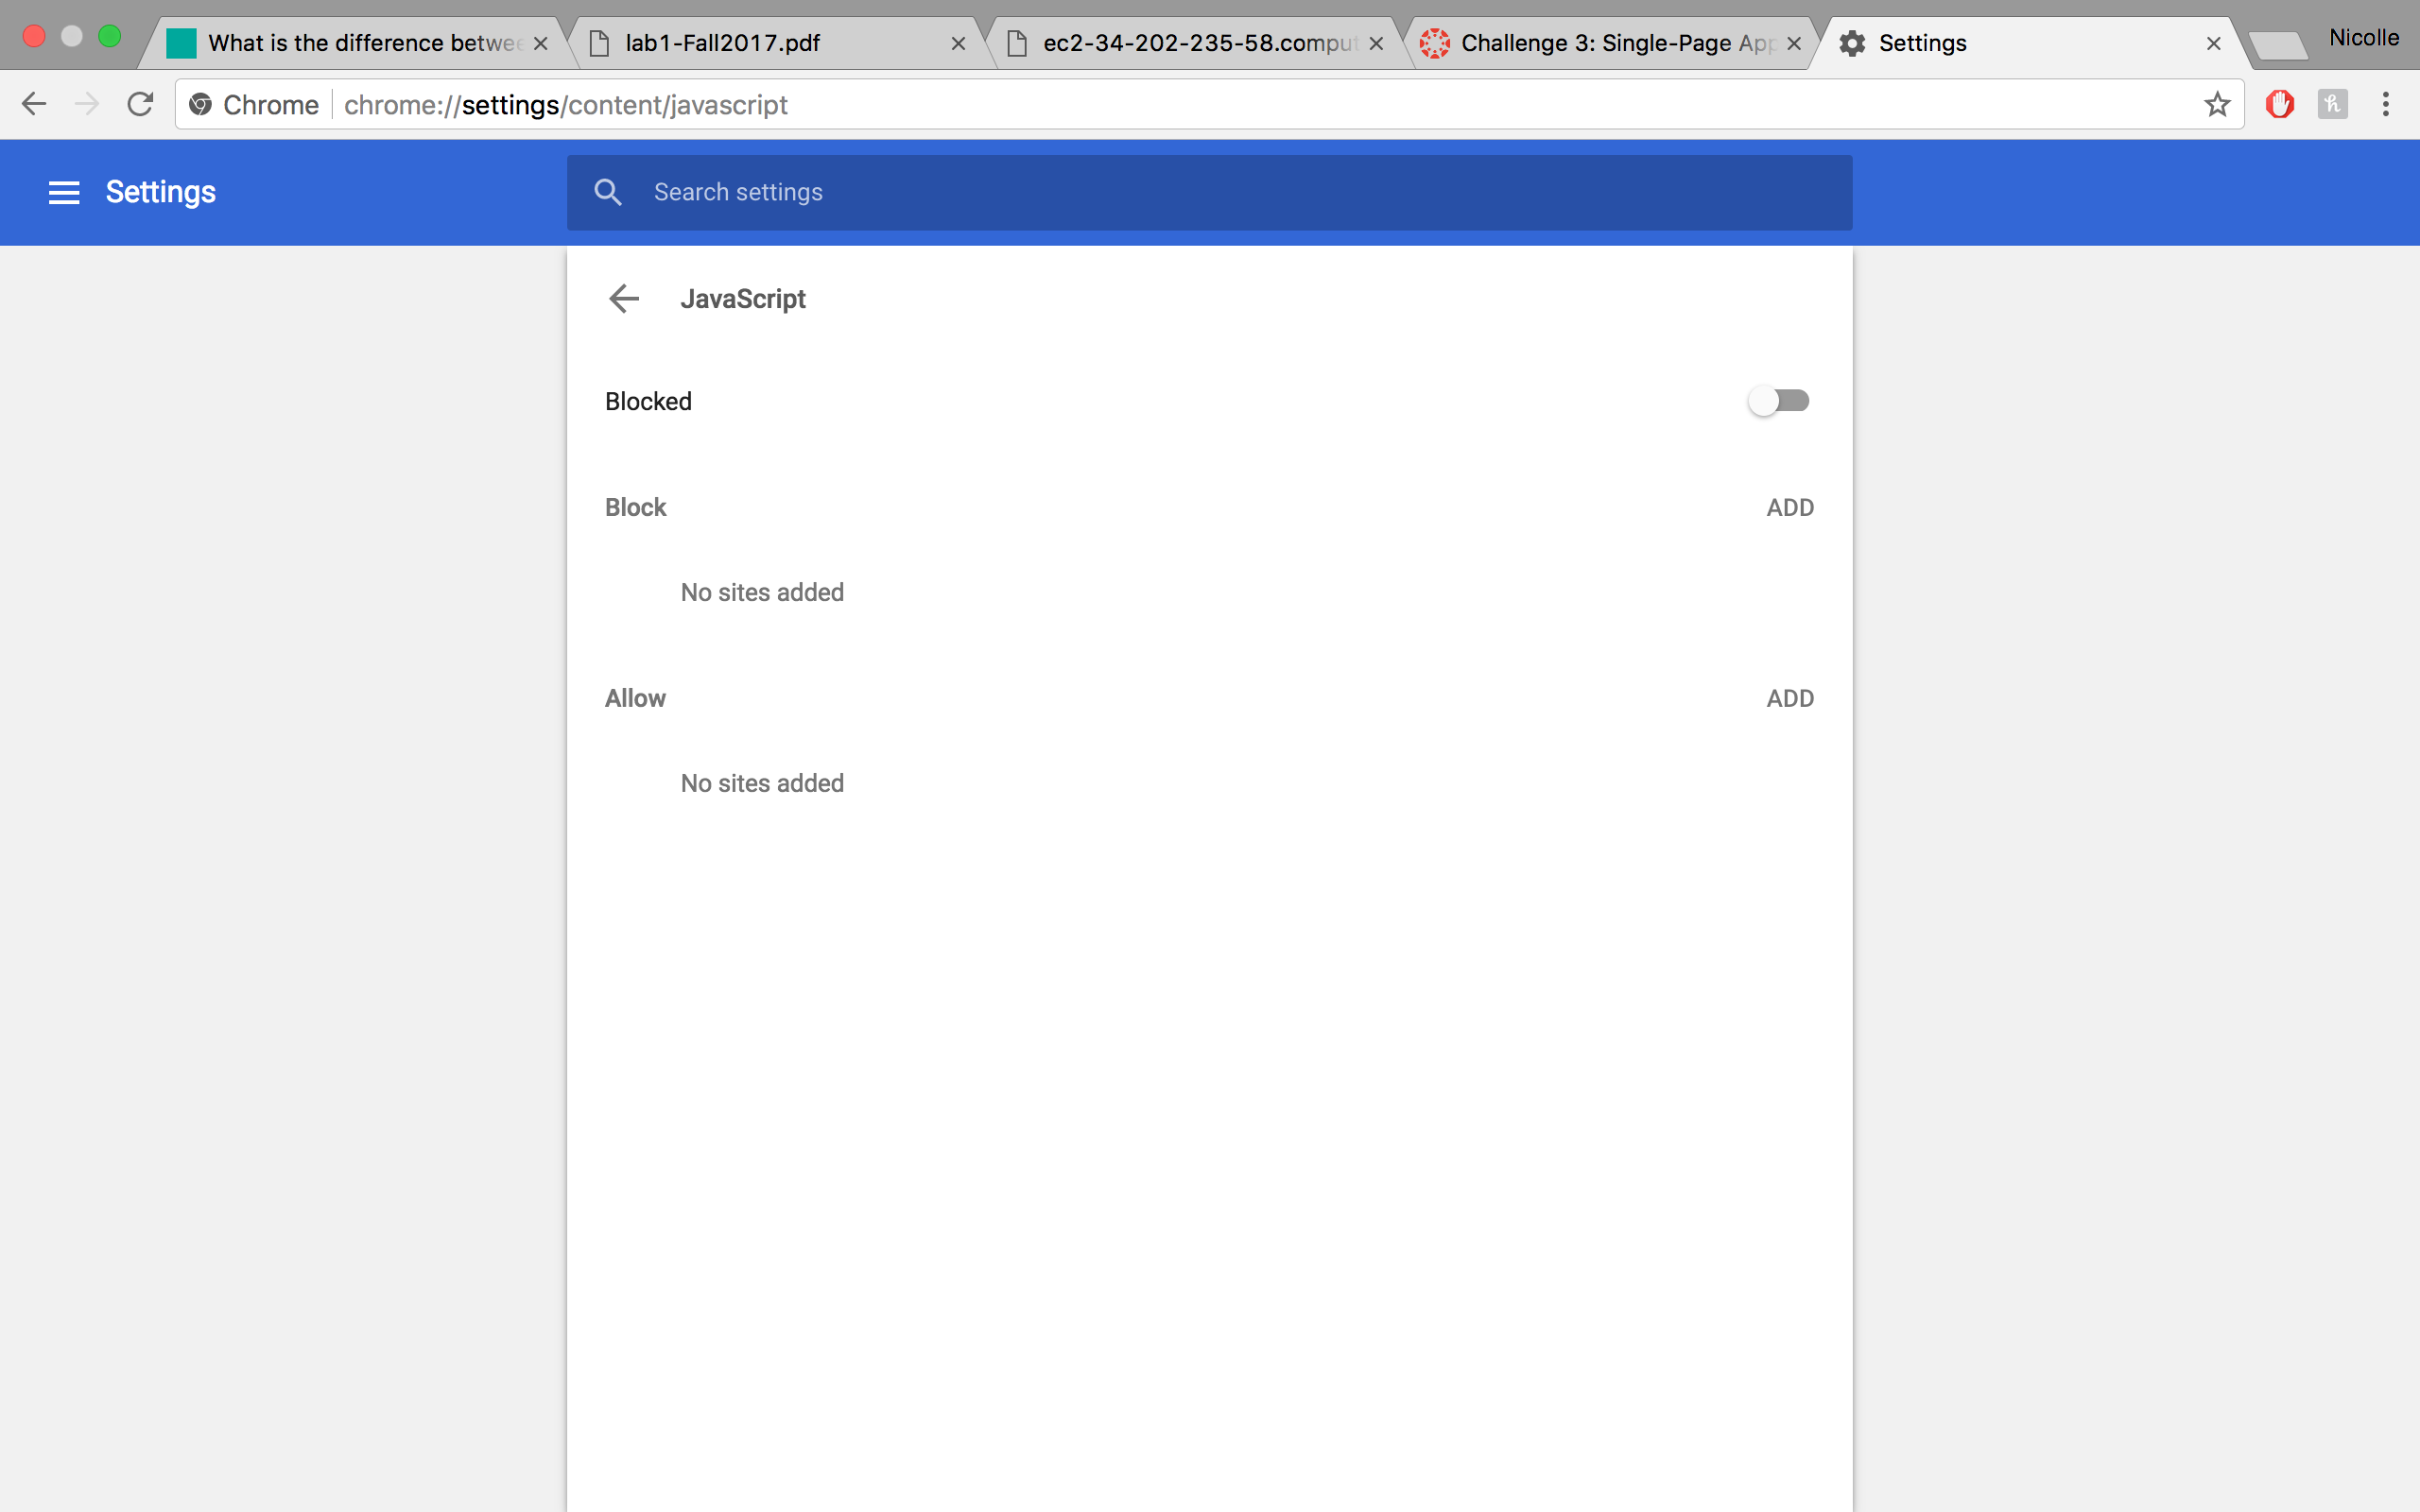 What is the difference betwee
lab1-Fall2017.pdf
ec2-34-202-235-58.comput
Challenge 3: Single-Page App
Settings
Nicolle
Chrome chrome://settings/content/javascript
Settings
Search settings
JavaScript
Blocked
Block ADD
No sites added
Allow ADD
No sites added